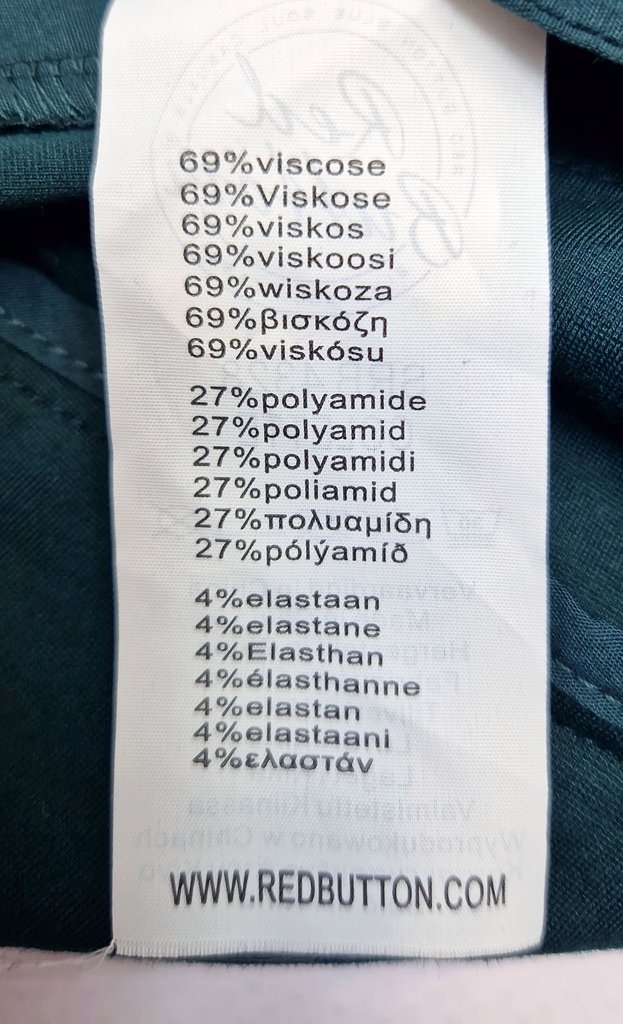 69%viscose
69%Viskose
69%viskos
69%viskoosi
69%wiskoza
69%βισκόζη
69%viskósu
27%polyamide
27%polyamid
27%polyamidi
27%poliamid
27%πολυαμίδη
27%pólýamíð
4%elastaan
4%elastane
4%Elasthan
4%élasthanne
4%elastan
4%elastaani
4%ελαστάν
WWW.REDBUTTON.COM